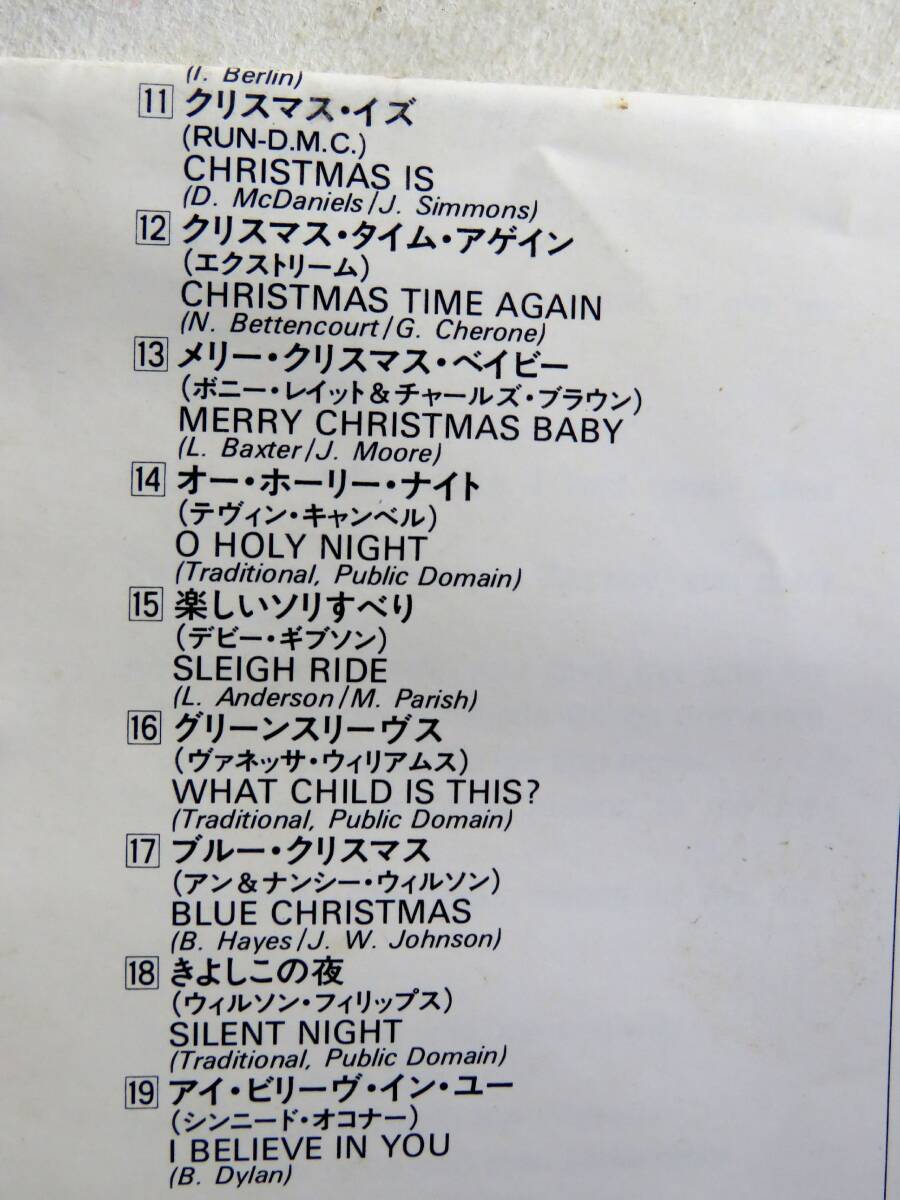 (I. Berlin)
11 クリスマス・イズ
(RUN-D.M.C.)
CHRISTMAS IS
(D. McDaniels/J. Simmons)
12 クリスマス・タイム・アゲイン
(エクストリーム)
CHRISTMAS TIME AGAIN
(N. Bettencourt/G. Cherone)
13 メリー・クリスマス・ベイビー
(ボニー・レイット&チャールズ・ブラウン)
MERRY CHRISTMAS BABY
(L. Baxter/J. Moore)
14 オー・ホーリー・ナイト
(テヴィン・キャンベル)
O HOLY NIGHT
(Traditional, Public Domain)
15 楽しいソリすべり
(デビー・ギブソン)
SLEIGH RIDE
(L. Anderson/M. Parish)
16 グリーンスリーヴス
(ヴァネッサ・ウィリアムス)
WHAT CHILD IS THIS?
(Traditional, Public Domain)
17 ブルー・クリスマス
(アン&ナンシー・ウィルソン)
BLUE CHRISTMAS
(B. Hayes/J. W. Johnson)
18 きよしこの夜
(ウィルソン・フィリップス)
SILENT NIGHT
(Traditional, Public Domain)
19 アイ・ビリーヴ・イン・ユー
(シンニード・オコナー)
I BELIEVE IN YOU
(B. Dylan)